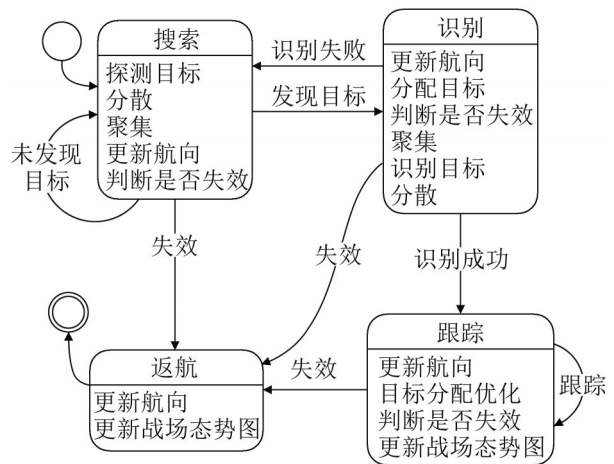 搜索
探测目标
分散
聚集
更新航向
判断是否失效
识别
更新航向
分配目标
判断是否失效
聚集
识别目标
分散
识别失败
发现目标
未发现
目标
失效
失效
识别成功
返航
更新航向
更新战场态势图
失效
跟踪
更新航向
目标分配优化
判断是否失效
更新战场态势图
跟踪